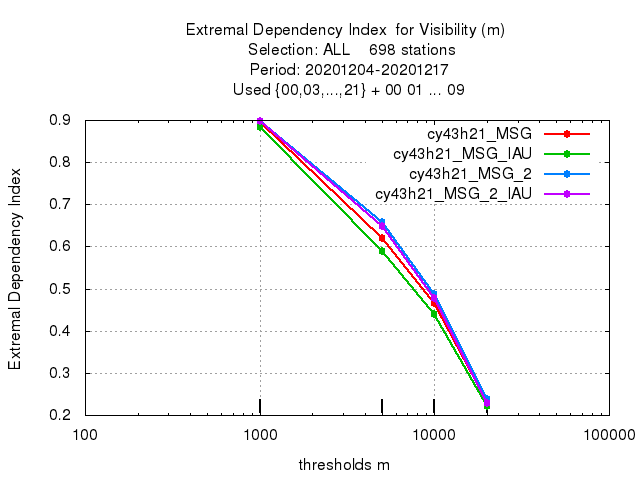 Extremal Dependency Index  for Visibility (m)
Selection: ALL    698 stations
Period: 20201204-20201217
Used {00,03,...,21} + 00 01 ... 09
Extremal Dependency Index
0.9
0.8
0.7
0.6
0.5
0.4
0.3
0.2
cy43h21_MSG
cy43h21_MSG_IAU
cy43h21_MSG_2
cy43h21_MSG_2_IAU
100 1000 10000 100000
thresholds m